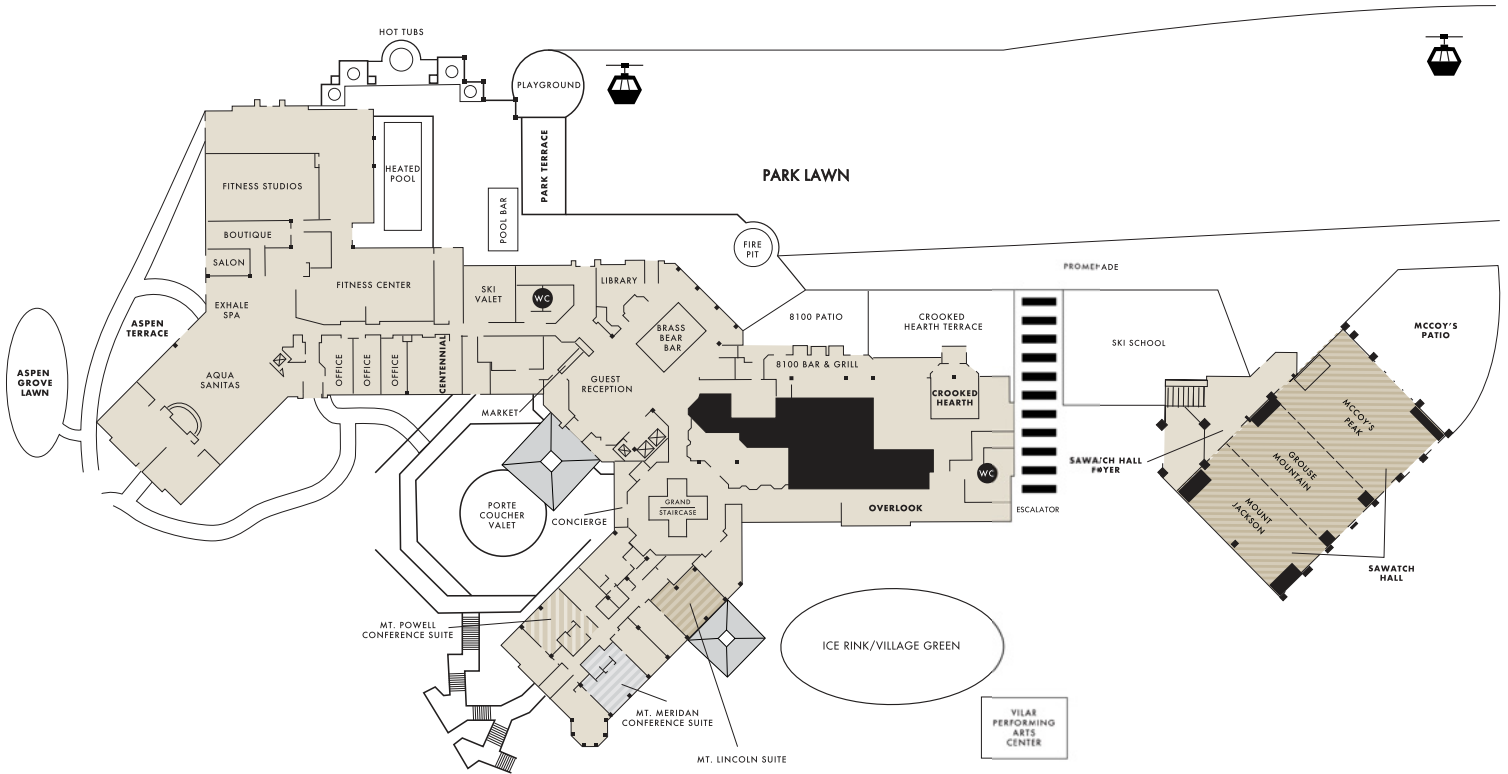 HOT TUBS
PLAYGROUND
PARK TERRACE
HEATED
POOL
POOL BAR
PARK LAWN
FITNESS STUDIOS
BOUTIQUE
SALON
EXHALE
SPA
FITNESS CENTER
SKI
VALET
WC
LIBRARY
FIRE
PIT
PROMENADE
ASPEN
TERRACE
ASPEN
GROVE
LAWN
AQUA
SANITAS
OFFICE
OFFICE
OFFICE
CENTENNIAL
BRASS
BEAR
BAR
GUEST
RECEPTION
MARKET
8100 PATIO
CROOKED
HEARTH TERRACE
8100 BAR & GRILL
CROOKED
HEARTH
SKI SCHOOL
MCCOY'S
PATIO
MCCOY'S
PEAK
GROUSE
MOUNTAIN
MOUNT
JACKSON
SAWATCH HALL
FOYER
WC
ESCALATOR
OVERLOOK
GRAND
STAIRCASE
CONCIERGE
PORTE
COUCHER
VALET
SAWATCH
HALL
MT. POWELL
CONFERENCE SUITE
ICE RINK/VILLAGE GREEN
MT. MERIDAN
CONFERENCE SUITE
MT. LINCOLN SUITE
VILAR
PERFORMING
ARTS
CENTER